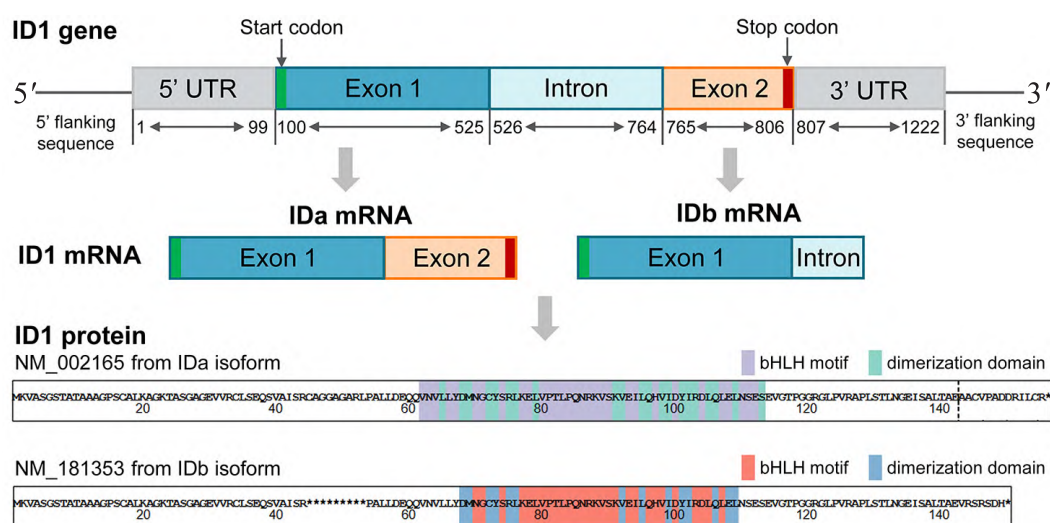 ID1 gene
Start codon
Stop codon
5′
5’ UTR
Exon 1
Intron
Exon 2
3’ UTR
3′
5’ flanking
sequence
1 99 100 525 526 764 765 806 807 1222
3’ flanking
sequence
IDa mRNA
IDb mRNA
ID1 mRNA
Exon 1
Exon 2
Exon 1
Intron
ID1 protein
NM_002165 from IDa isoform
bHLH motif
dimerization domain
MKVASGSTATAAAGPSCALKAGKTASGAGEVVRCLSEQSVAISRCAGGAGARLPALLDEQQVNVLLYDMNGCYSRLKELVPTLPQNRKVSKVEILQHVIDYIRDLQLELNSESEVGTPGGRGLPVRAPLSTLNGEISALTAEAACVPADDRILCR*
20 40 60 80 100 120 140
NM_181353 from IDb isoform
bHLH motif
dimerization domain
MKVASGSTATAAAGPSCALKAGKTASGAGEVVRCLSEQSVAISR*********PALLDEQQVNVLLYDMNGCYSRLKELVPTLPQNRKVSKVEILQHVIDYIRDLQLELNSESEVGTPGGRGLPVRAPLSTLNGEISALTAEVRSRSDH*
20 40 60 80 100 120 140